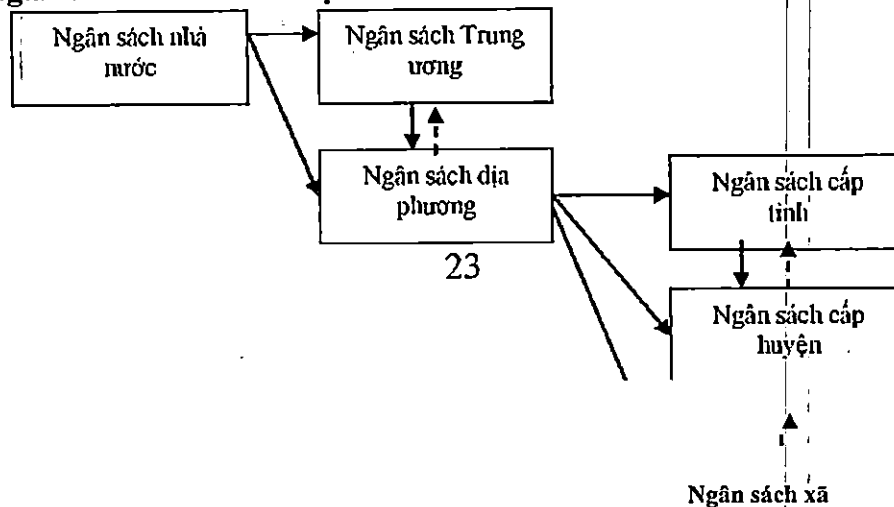 Ngân sách nhà
nước
Ngân sách Trung
ương
Ngân sách địa
phương
Ngân sách cấp
tỉnh
23
Ngân sách cấp
huyện
Ngân sách xã